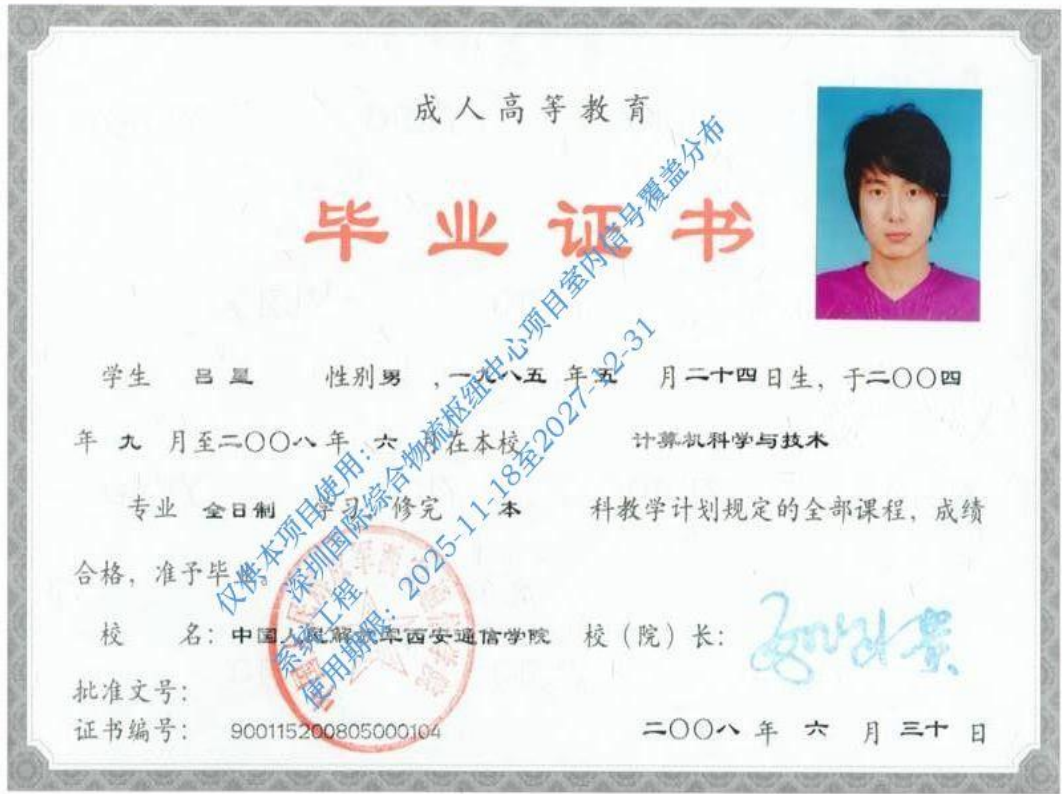 成人高等教育
毕业证书
学生 吕显 性别男 ,一九八五 年五 月二十四日生，于二〇〇四
年 九 月至二〇〇八年 六 月在本校 计算机科学与技术
专业 全日制 学习，修完 本 科教学计划规定的全部课程，成绩
合格，准予毕业。
校 名：中国人民解放军西安通信学院 校（院）长：
批准文号：
证书编号： 900115200805000104
二〇〇八 年 六 月 三十 日
仅供本项目使用：
深圳国际综合物流枢纽中心项目室内信号覆盖分布
系统工程
使用期限：2025-11-18至2027-12-31